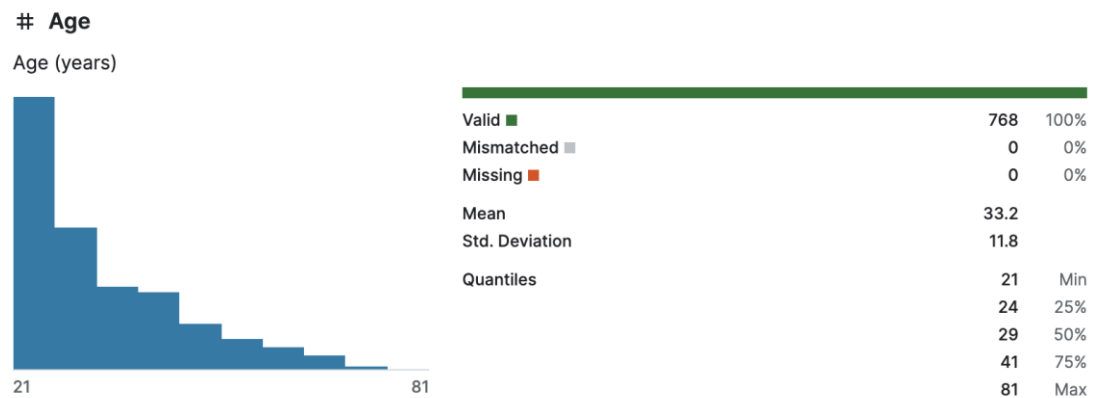 # Age
Age (years)
21 81
Valid 768 100%
Mismatched 0 0%
Missing 0 0%
Mean 33.2
Std. Deviation 11.8
Quantiles 21 Min
24 25%
29 50%
41 75%
81 Max